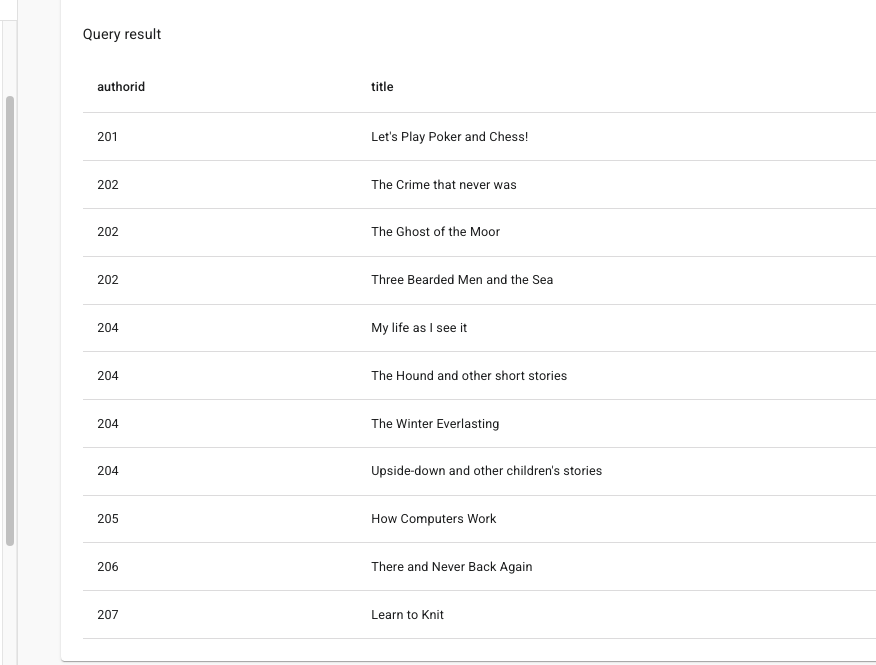 Query result
authorid title
201 Let's Play Poker and Chess!
202 The Crime that never was
202 The Ghost of the Moor
202 Three Bearded Men and the Sea
204 My life as I see it
204 The Hound and other short stories
204 The Winter Everlasting
204 Upside-down and other children's stories
205 How Computers Work
206 There and Never Back Again
207 Learn to Knit